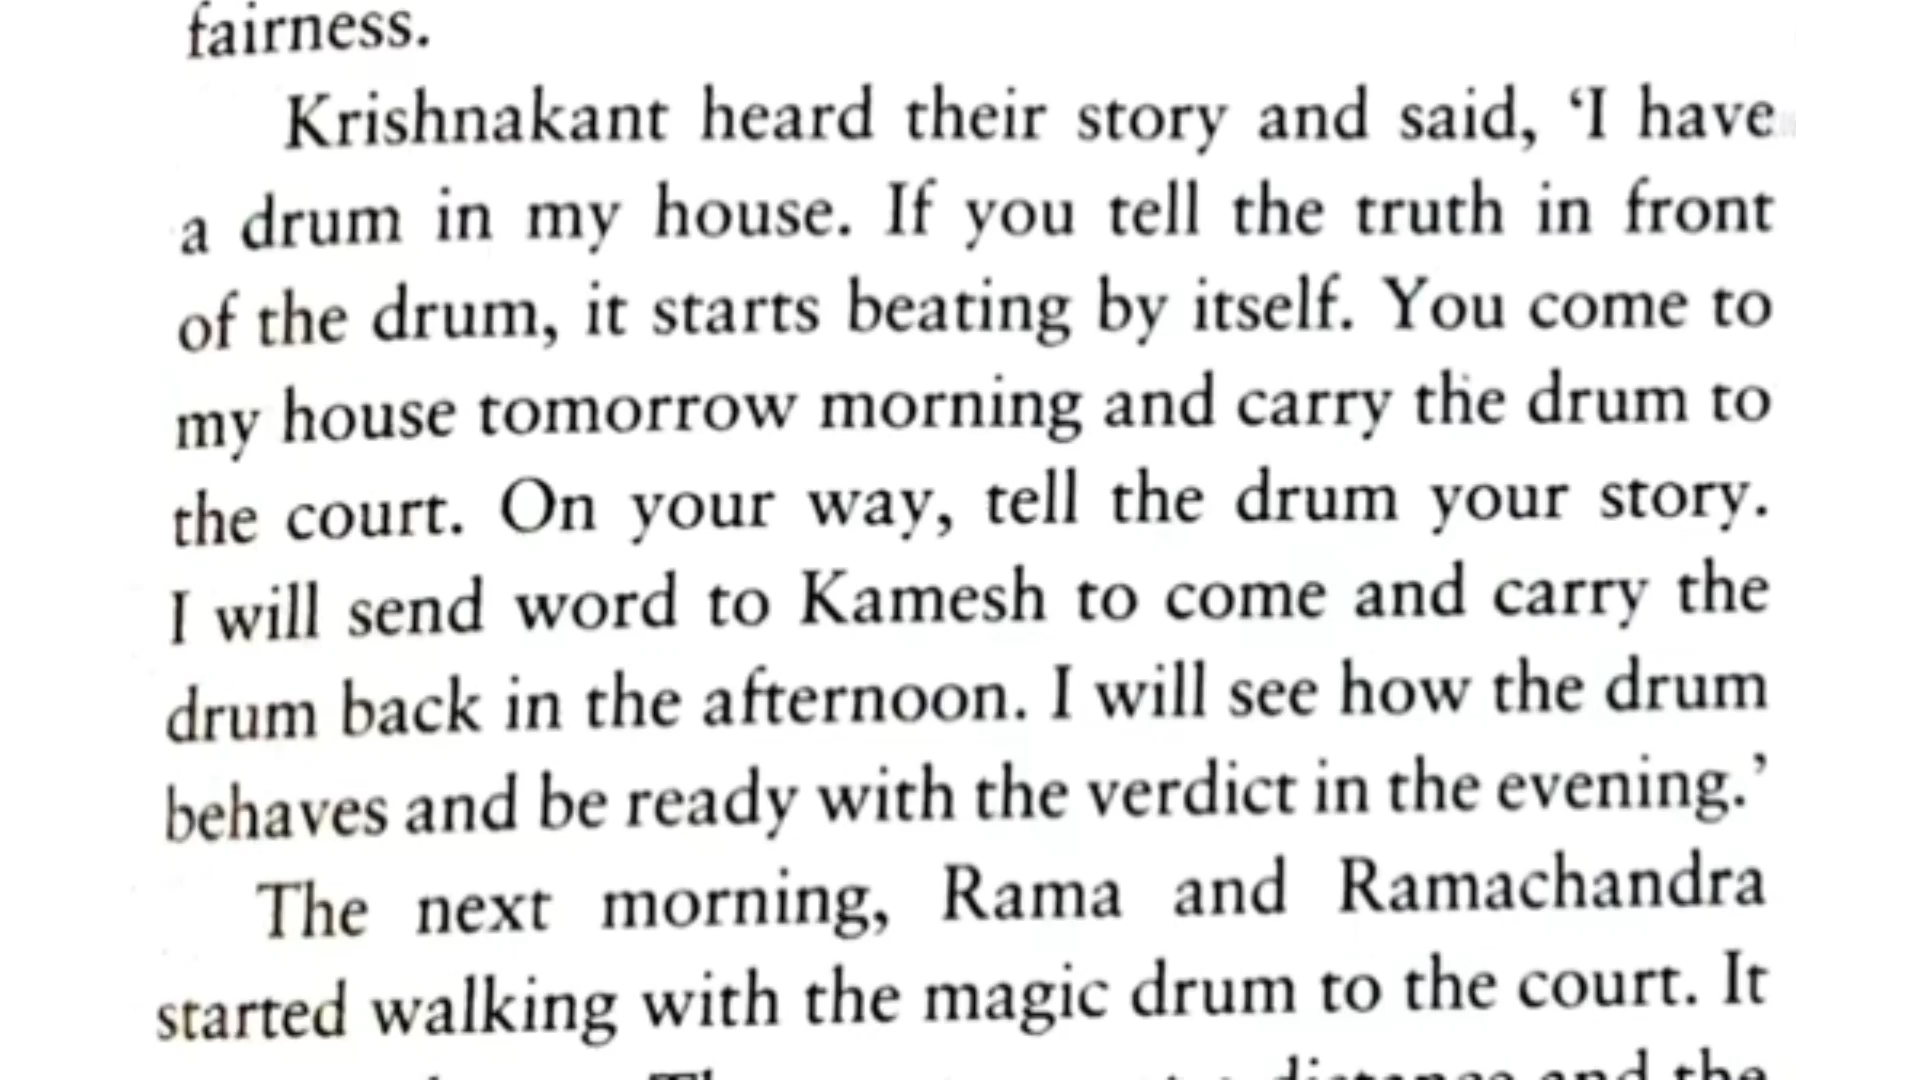 fairness.
Krishnakant heard their story and said, ‘I have
a drum in my house. If you tell the truth in front
of the drum, it starts beating by itself. You come to
my house tomorrow morning and carry the drum to
the court. On your way, tell the drum your story.
I will send word to Kamesh to come and carry the
drum back in the afternoon. I will see how the drum
behaves and be ready with the verdict in the evening.’
The next morning, Rama and Ramachandra
started walking with the magic drum to the court. It
distance and the